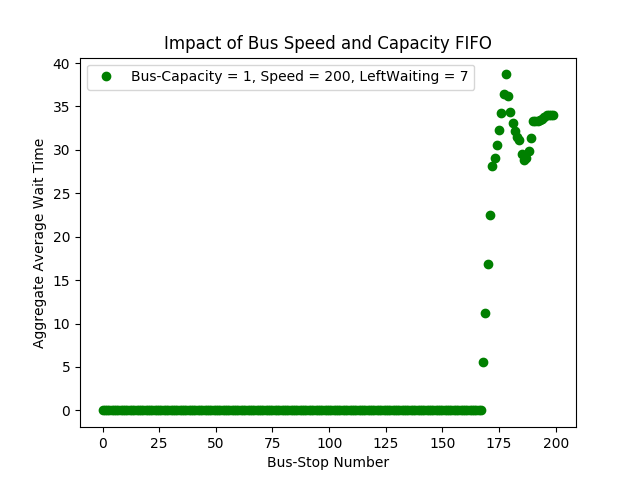 Impact of Bus Speed and Capacity FIFO
Bus-Capacity = 1, Speed = 200, LeftWaiting = 7
Aggregate Average Wait Time
40
35
30
25
20
15
10
5
0
0 25 50 75 100 125 150 175 200
Bus-Stop Number